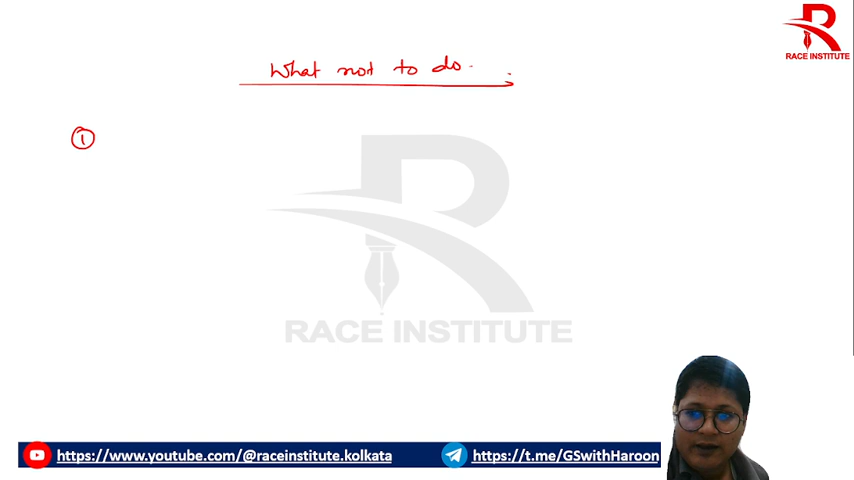 What not to do.
RACE INSTITUTE
1
RACE INSTITUTE
https://www.youtube.com/@raceinstitute.kolkata
https://t.me/GSwithHaroon